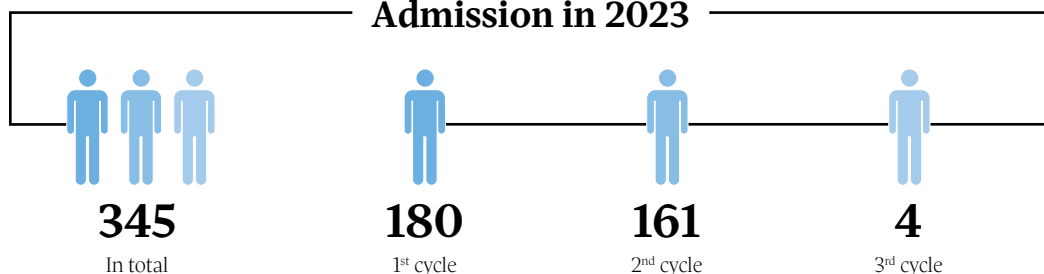 Admission in 2023
345 180 161 4
In total 1st cycle 2nd cycle 3rd cycle